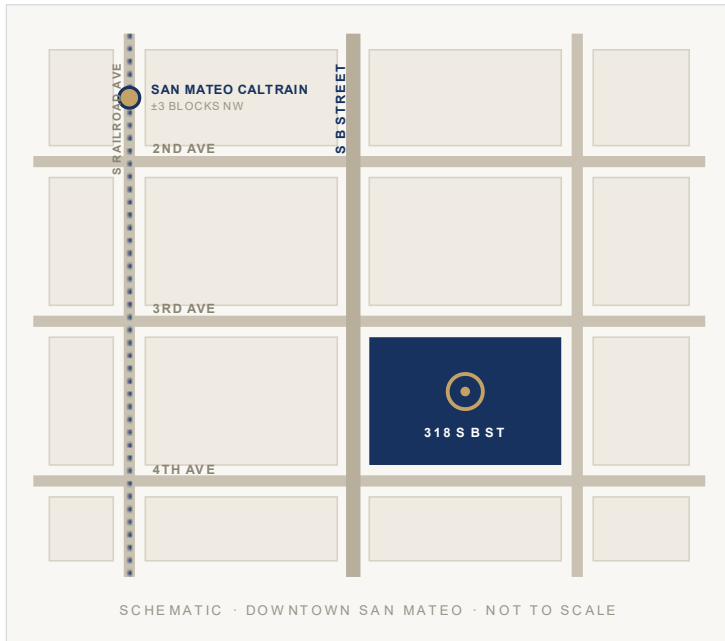 S RAILROAD AVE
SAN MATEO CALTRAIN
±3 BLOCKS NW
S B STREET
2ND AVE
3RD AVE
318 S B ST
4TH AVE
SCHEMATIC · DOWNTOWN SAN MATEO · NOT TO SCALE